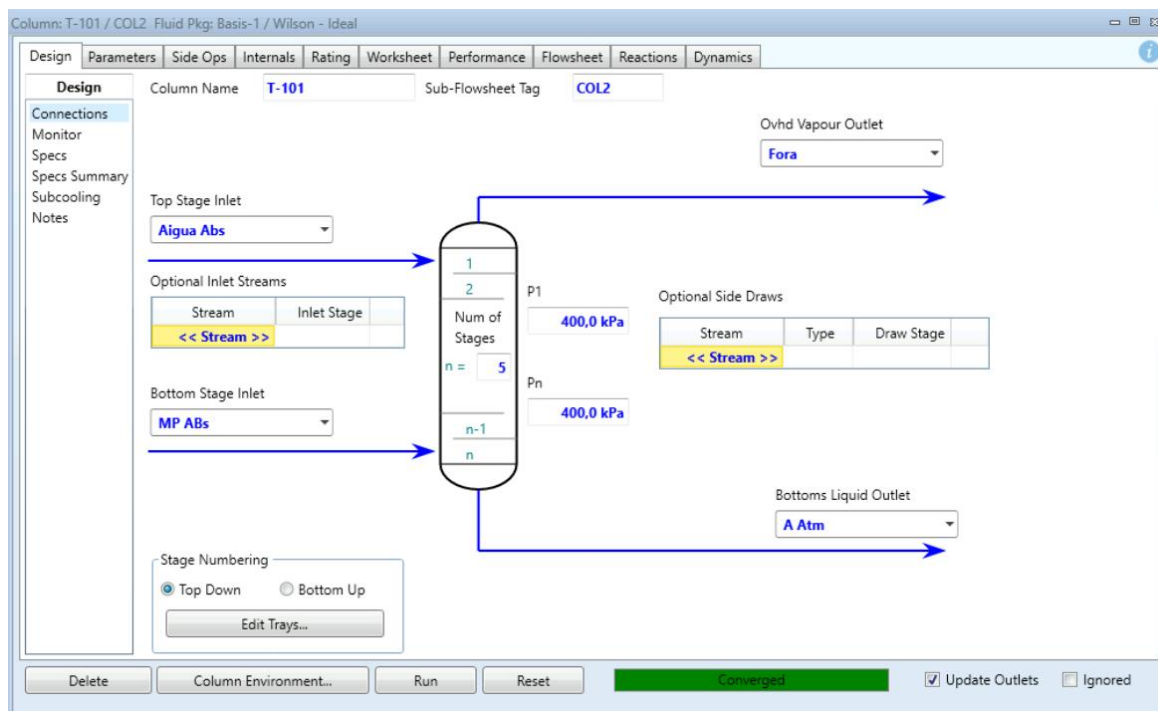 Column: T-101 / COL2 Fluid Pkg: Basis-1 / Wilson - Ideal
Design Parameters Side Ops Internals Rating Worksheet Performance Flowsheet Reactions Dynamics
Design
Connections
Monitor
Specs
Specs Summary
Subcooling
Notes
Column Name T-101 Sub-Flowsheet Tag COL2
Ovhd Vapour Outlet
Fora
Top Stage Inlet
Aigua Abs
Optional Inlet Streams
Stream Inlet Stage
<< Stream >>
Bottom Stage Inlet
MP ABs
1
2
Num of
Stages
n = 5
n-1
n
P1
400,0 kPa
Pn
400,0 kPa
Optional Side Draws
Stream Type Draw Stage
<< Stream >>
Bottoms Liquid Outlet
A Atm
Stage Numbering
Top Down Bottom Up
Edit Trays...
Delete Column Environment... Run Reset Converged Update Outlets Ignored